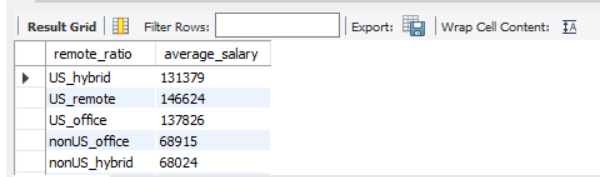 Result Grid Filter Rows: Export: Wrap Cell Content: IA
remote_ratio average_salary
US_hybrid 131379
US_remote 146624
US_office 137826
nonUS_office 68915
nonUS_hybrid 68024